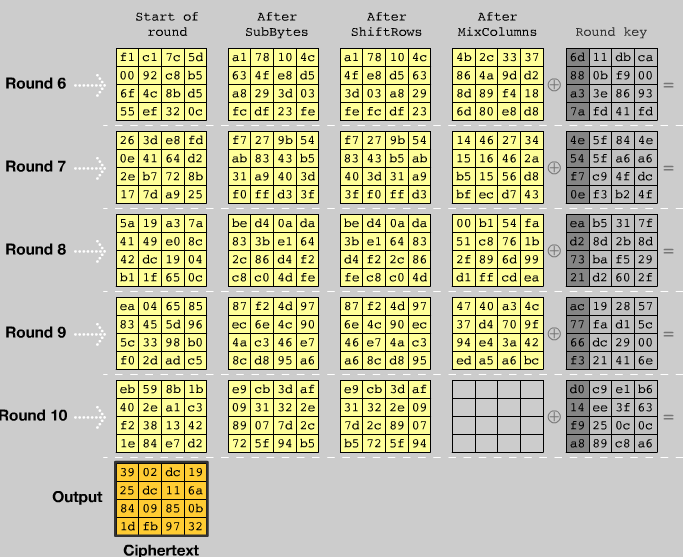 Start of round After SubBytes After ShiftRows After MixColumns Round key
f1 c1 7c 5d a1 78 10 4c a1 78 10 4c 4b 2c 33 37 6d 11 db ca
Round 6 00 92 c8 b5 63 4f e8 d5 4f e8 d5 63 86 4a 9d d2 ⊕ 88 0b f9 00 =
6f 4c 8b d5 a8 29 3d 03 3d 03 a8 29 8d 89 f4 18 a3 3e 86 93
55 ef 32 0c fc df 23 fe fe fc df 23 6d 80 e8 d8 7a fd 41 fd
26 3d e8 fd f7 27 9b 54 f7 27 9b 54 14 46 27 34 4e 5f 84 4e
Round 7 0e 41 64 d2 ab 83 43 b5 83 43 b5 ab 15 16 46 2a ⊕ 54 5f a6 a6 =
2e b7 72 8b 31 a9 40 3d 40 3d 31 a9 b5 15 56 d8 f7 c9 4f dc
17 7d a9 25 f0 ff d3 3f 3f f0 ff d3 bf ec d7 43 0e f3 b2 4f
5a 19 a3 7a be d4 0a da be d4 0a da 00 b1 54 fa ea b5 31 7f
Round 8 41 49 e0 8c 83 3b e1 64 3b e1 64 83 51 c8 76 1b ⊕ d2 8d 2b 8d =
42 dc 19 04 2c 86 d4 f2 d4 f2 2c 86 2f 89 6d 99 73 ba f5 29
b1 1f 65 0c c8 c0 4d fe fe c8 c0 4d d1 ff cd ea 21 d2 60 2f
ea 04 65 85 87 f2 4d 97 87 f2 4d 97 47 40 a3 4c ac 19 28 57
Round 9 83 45 5d 96 ec 6e 4c 90 6e 4c 90 ec 37 d4 70 9f ⊕ 77 fa d1 5c =
5c 33 98 b0 4a c3 46 e7 46 e7 4a c3 94 e4 3a 42 66 dc 29 00
f0 2d ad c5 8c d8 95 a6 a6 8c d8 95 ed a5 a6 bc f3 21 41 6e
eb 59 8b 1b e9 cb 3d af e9 cb 3d af d0 c9 e1 b6
Round 10 40 2e a1 c3 09 31 32 2e 31 32 2e 09 ⊕ 14 ee 3f 63 =
f2 38 13 42 89 07 7d 2c 7d 2c 89 07 f9 25 0c 0c
1e 84 e7 d2 72 5f 94 b5 b5 72 5f 94 a8 89 c8 a6
39 02 dc 19
Output 25 dc 11 6a
84 09 85 0b
1d fb 97 32
Ciphertext